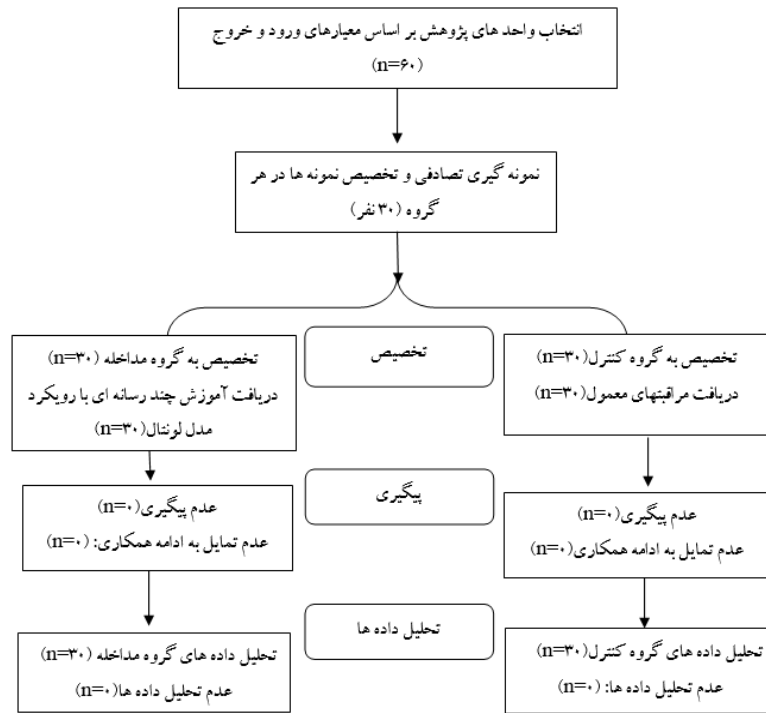 انتخاب واحد های پژوهش بر اساس معیارهای ورود و خروج
(n=۶۰)
نمونه گیری تصادفی و تخصیص نمونه ها در هر
گروه (۳۰ نفر)
تخصیص
تخصیص به گروه کنترل(n=۳۰)
دریافت مراقبتهای معمول(n=۳۰)
تخصیص به گروه مداخله (n=۳۰)
دریافت آموزش چند رسانه ای با رویکرد
مدل لونتال(n=۳۰)
پیگیری
عدم پیگیری(n=۰)
عدم تمایل به ادامه همکاری(n=۰)
عدم پیگیری(n=۰)
عدم تمایل به ادامه همکاری: (n=۰)
تحلیل داده ها
تحلیل داده های گروه کنترل(n=۳۰)
عدم تحلیل داده ها: (n=۰)
تحلیل داده های گروه مداخله (n=۳۰)
عدم تحلیل داده ها(n=۰)